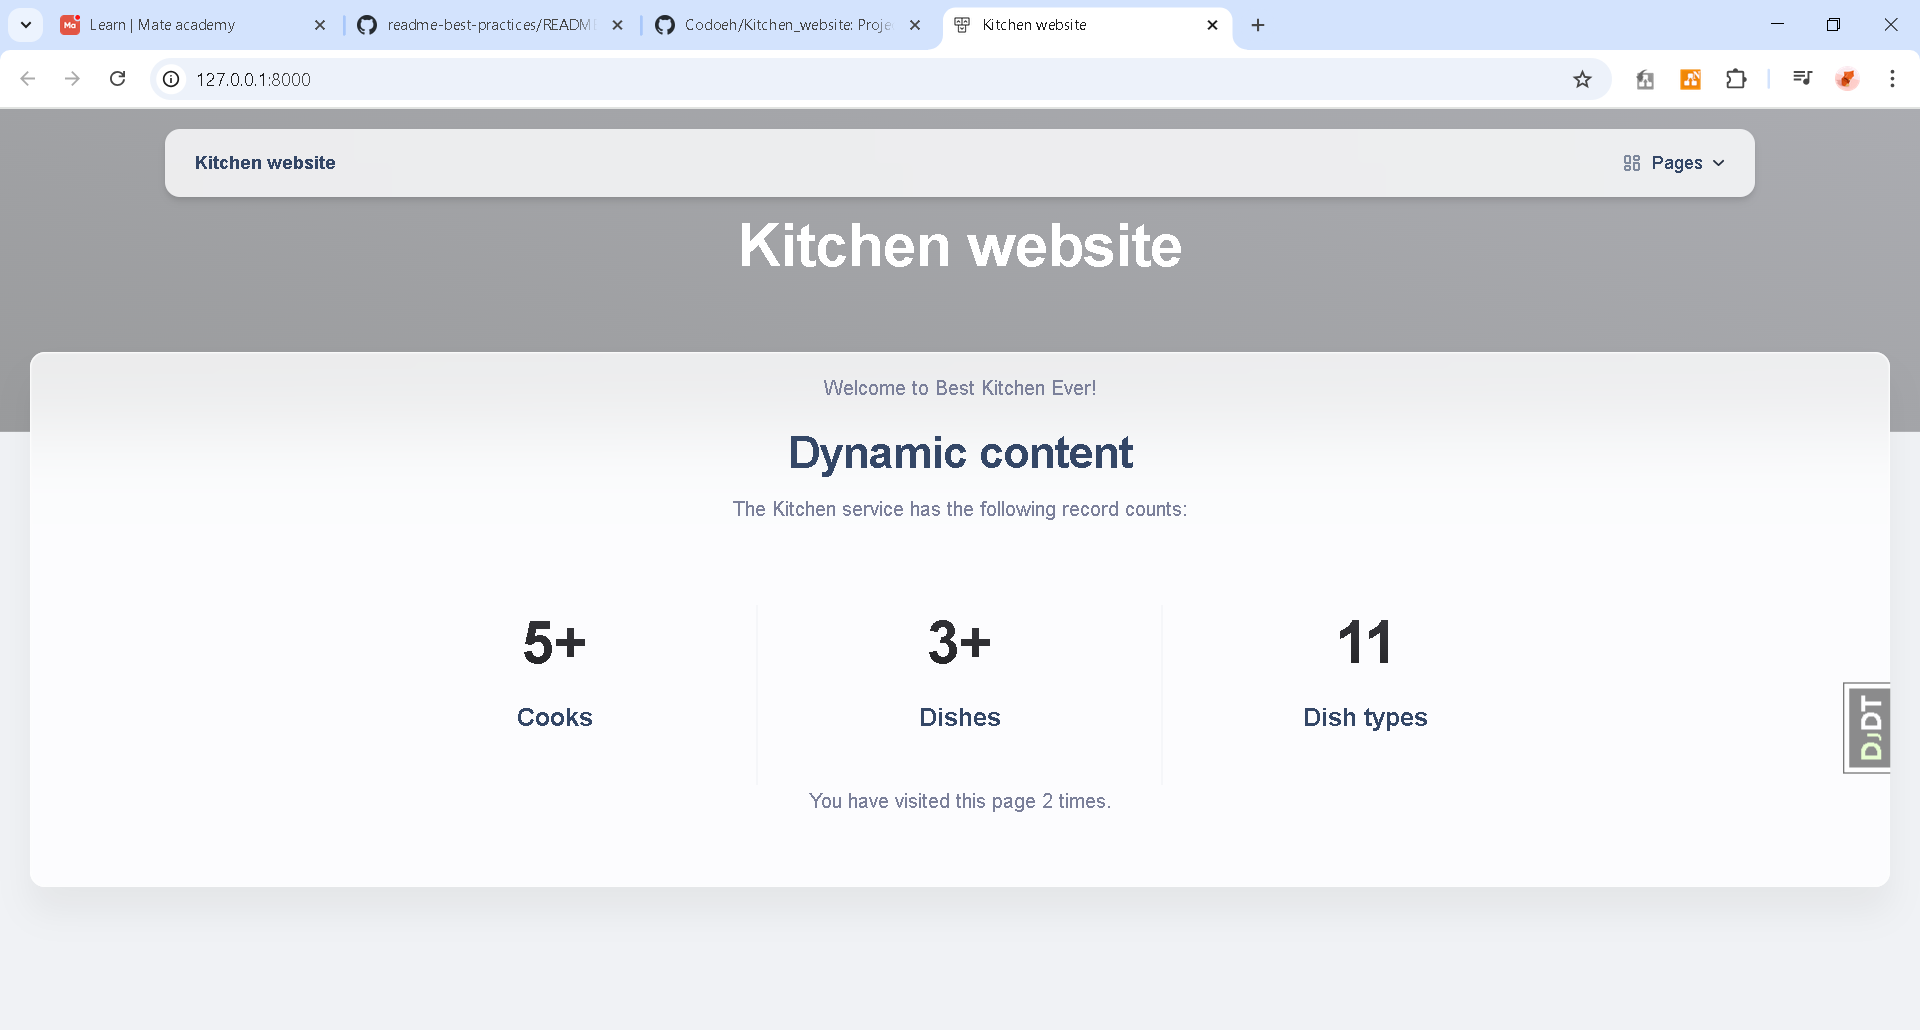 Ma Learn | Mate academy
readme-best-practices/READM
Codoeh/Kitchen_website: Proje
Kitchen website
127.0.0.1:8000
Kitchen website
Pages
Kitchen website
Welcome to Best Kitchen Ever!
Dynamic content
The Kitchen service has the following record counts:
5+
3+
11
Cooks
Dishes
Dish types
DJDT
You have visited this page 2 times.